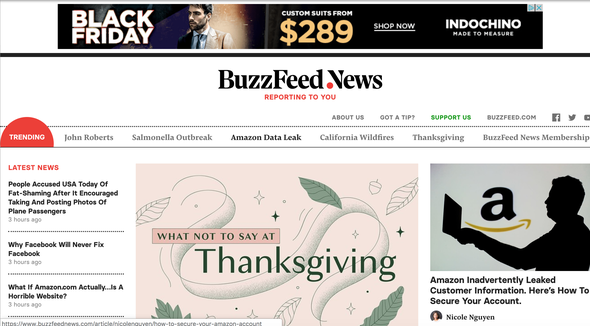 BLACK
FRIDAY
CUSTOM SUITS FROM
$289
SHOP NOW
INDOCHINO
MADE TO MEASURE
BuzzFeed News
REPORTING TO YOU
ABOUT US GOT A TIP? SUPPORT US BUZZFEED.COM
TRENDING John Roberts Salmonella Outbreak Amazon Data Leak California Wildfires Thanksgiving BuzzFeed News Membership
LATEST NEWS
People Accused USA Today Of
Fat-Shaming After It Encouraged
Taking And Posting Photos Of
Plane Passengers
3 hours ago
Why Facebook Will Never Fix
Facebook
3 hours ago
What If Amazon.com Actually...Is A
Horrible Website?
3 hours ago
WHAT NOT TO SAY AT
Thanksgiving
a
Amazon Inadvertently Leaked
Customer Information. Here's How To
Secure Your Account.
Nicole Nguyen
https://www.buzzfeednews.com/article/nicolenguyen/how-to-secure-your-amazon-account